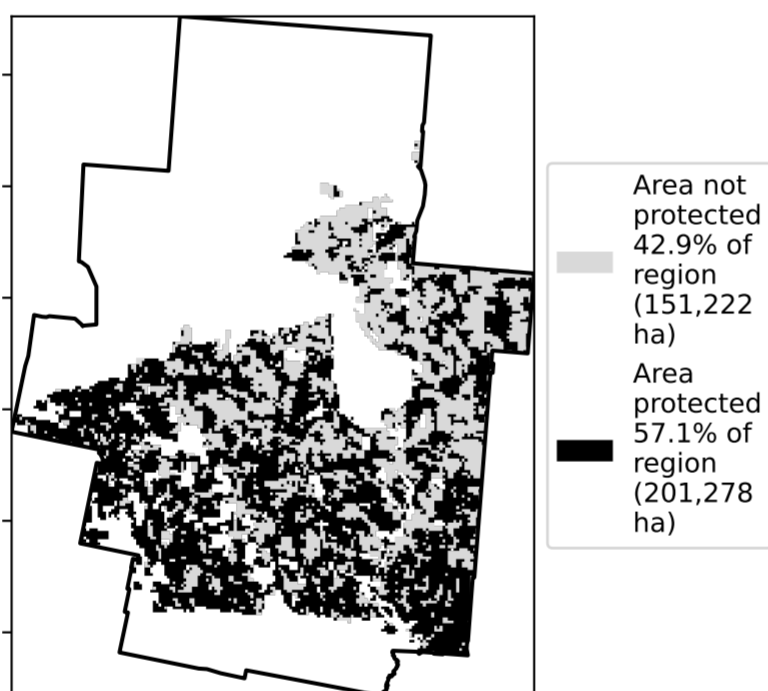 Area not
protected
42.9% of
region
(151,222
ha)
Area
protected
57.1% of
region
(201,278
ha)